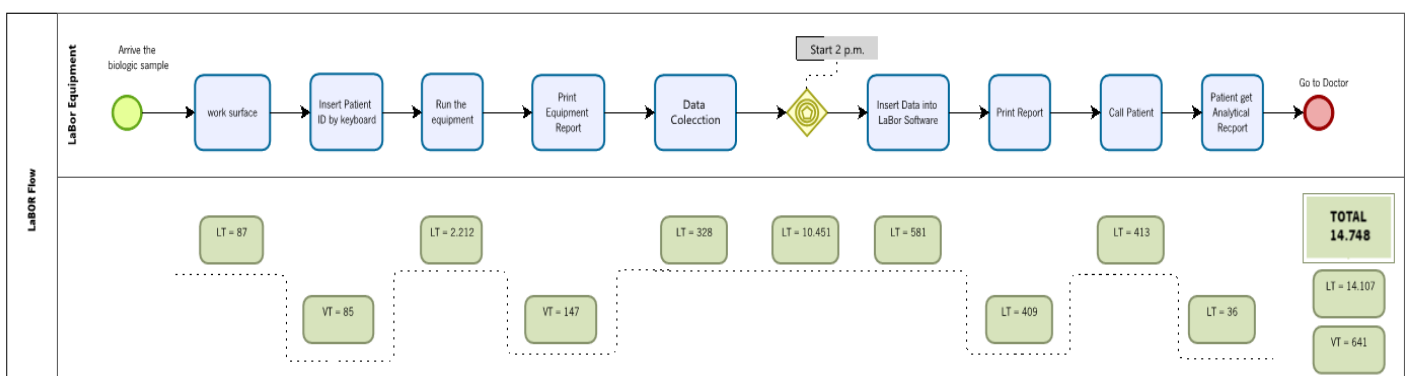 LaBOR Flow
LaBor Equipment
Arrive the
biologic sample
work surface
Insert Patient
ID by keyboard
Run the
equipment
Print
Equipment
Report
Data
Colecction
Start 2 p.m.
Insert Data into
LaBor Software
Print Report
Call Patient
Patient get
Analytical
Recport
Go to Doctor
LT = 87
VT = 85
LT = 2.212
VT = 147
LT = 328
LT = 10.451
LT = 581
LT = 409
LT = 413
LT = 36
TOTAL
14.748
LT = 14.107
VT = 641